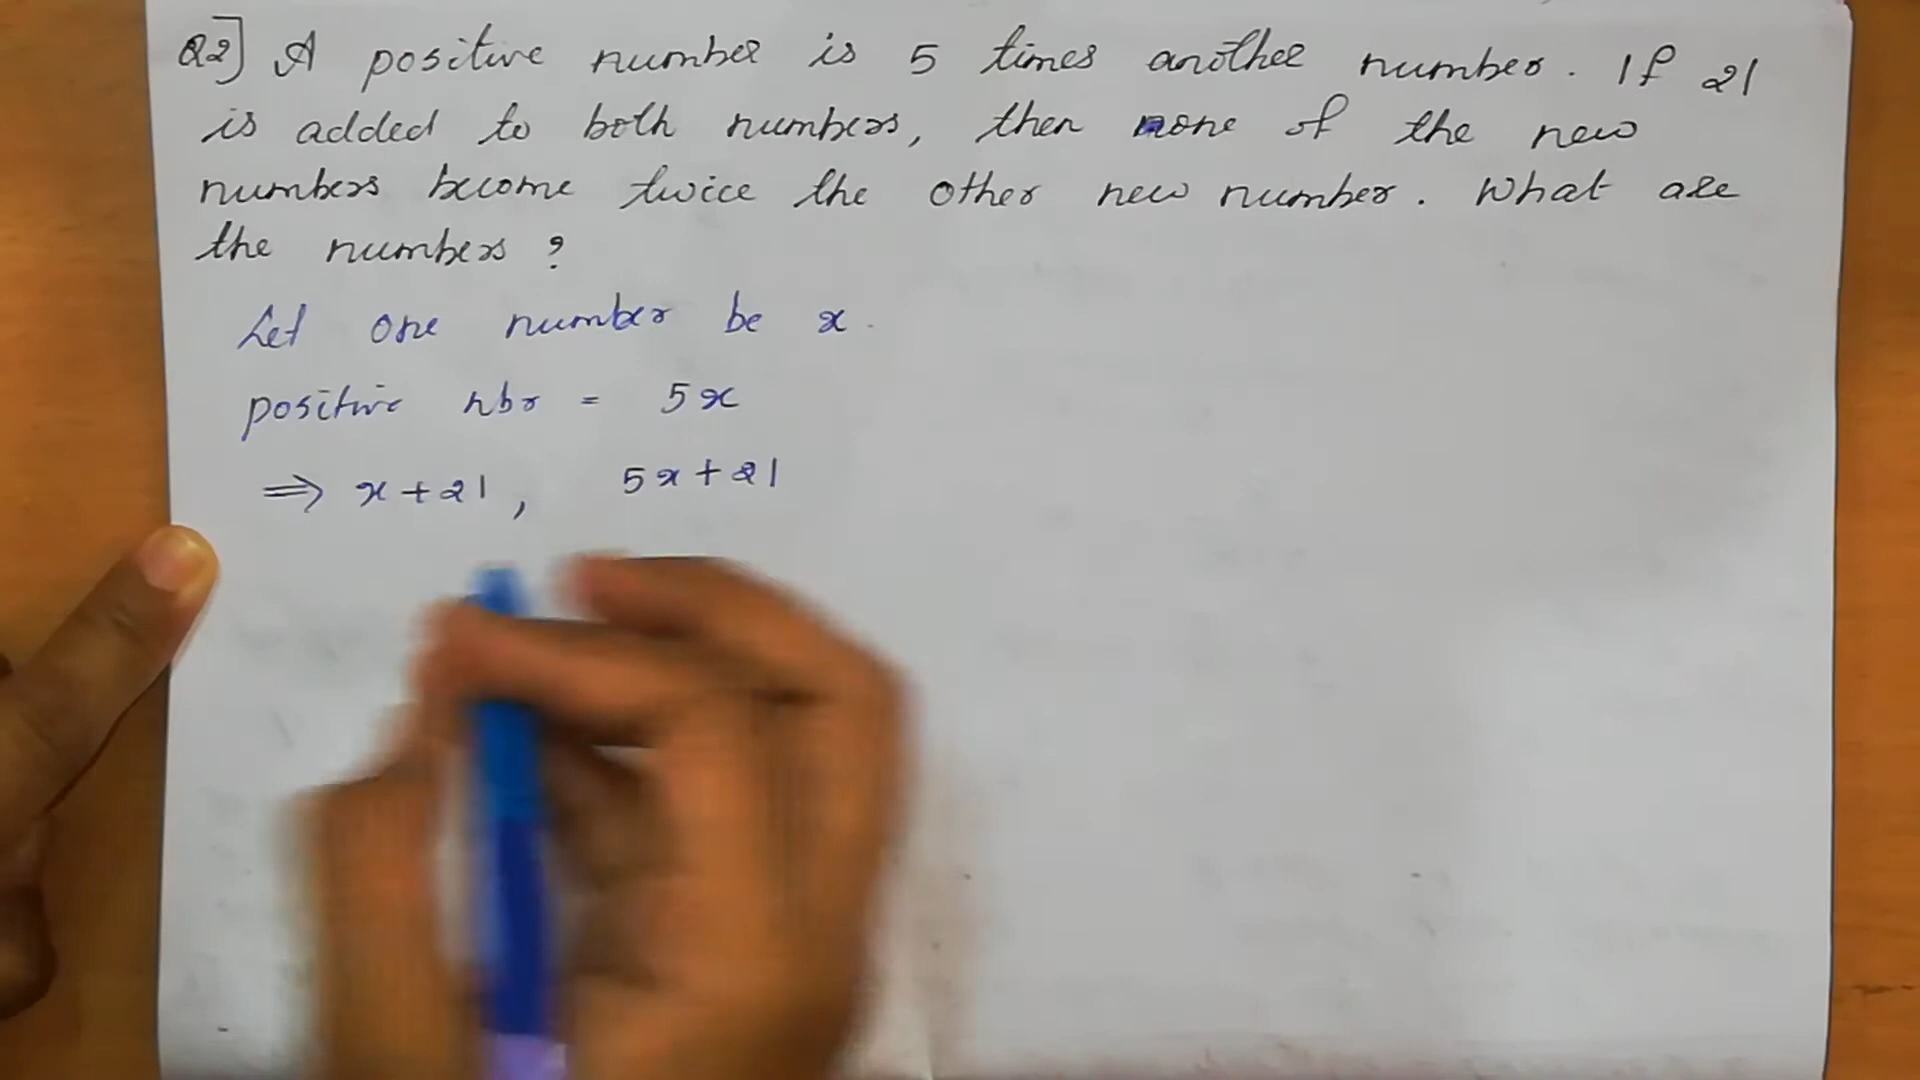 Q2] A positive number is 5 times another number. If 21
is added to both numbers, then one of the new
numbers become twice the other new number. What are
the numbers?
Let one number be x.
positive nbr = 5x
⇒ x+21, 5x+21